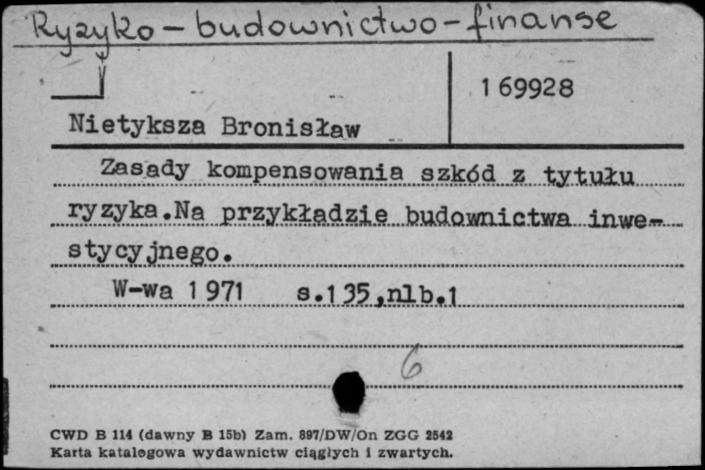 Ryzyko – budownictwo – finanse
169928
Nietyksza Bronisław
Zasady kompensowania szkód z tytułu
ryzyka.Na przykładzie budownictwa inwe-
stycyjnego.
W-wa 1971 s.135,nlb.1
6
CWD B 114 (dawny B 15b) Zam. 897/DW/On ZGG 2542
Karta katalogowa wydawnictw ciągłych i zwartych.